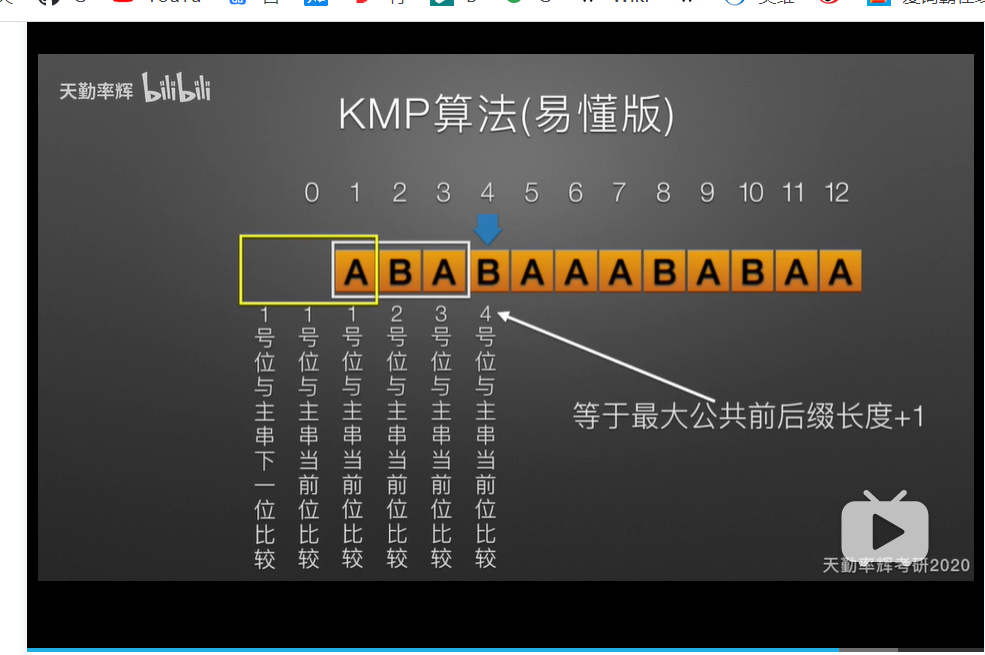 天勤率辉 bilibili
KMP算法(易懂版)
0 1 2 3 4 5 6 7 8 9 10 11 12
A B A B A A A B A B A A
1号位与主串下一位比较
1号位与主串当前位比较
1号位与主串当前位比较
2号位与主串当前位比较
3号位与主串当前位比较
4号位与主串当前位比较
等于最大公共前后缀长度+1
天勤率辉考研2020